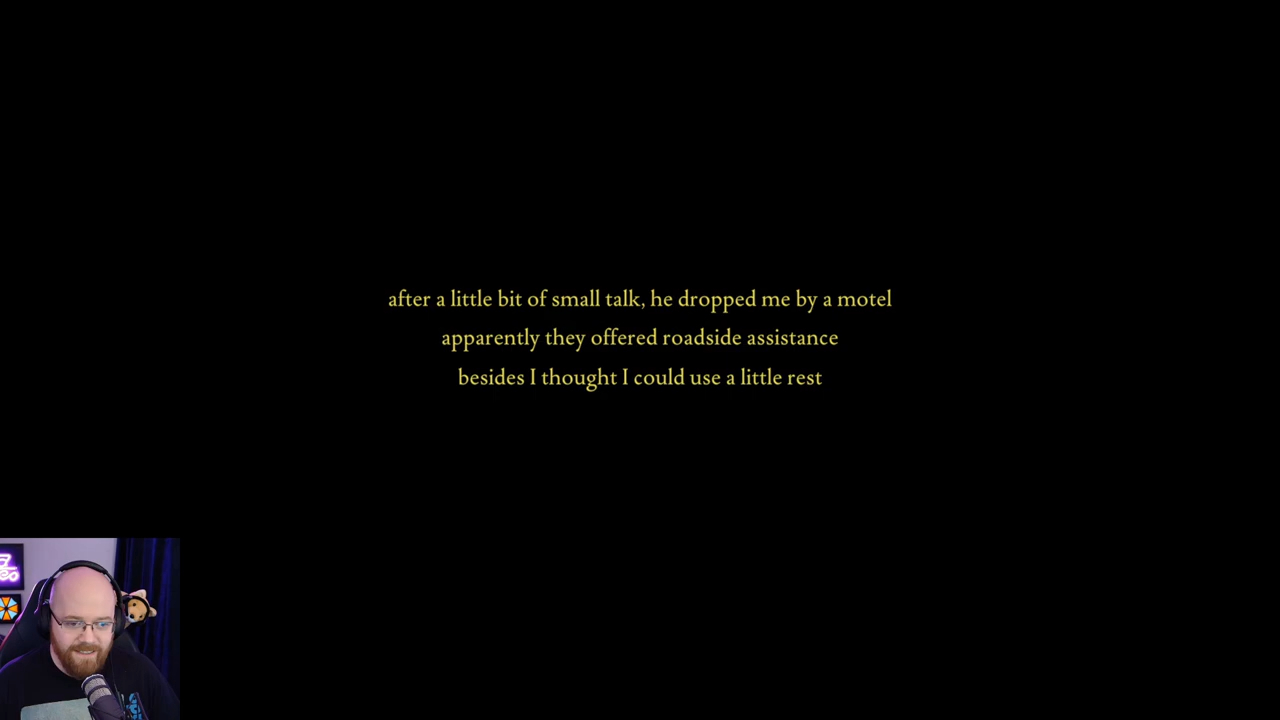 after a little bit of small talk, he dropped me by a motel
apparently they offered roadside assistance
besides I thought I could use a little rest